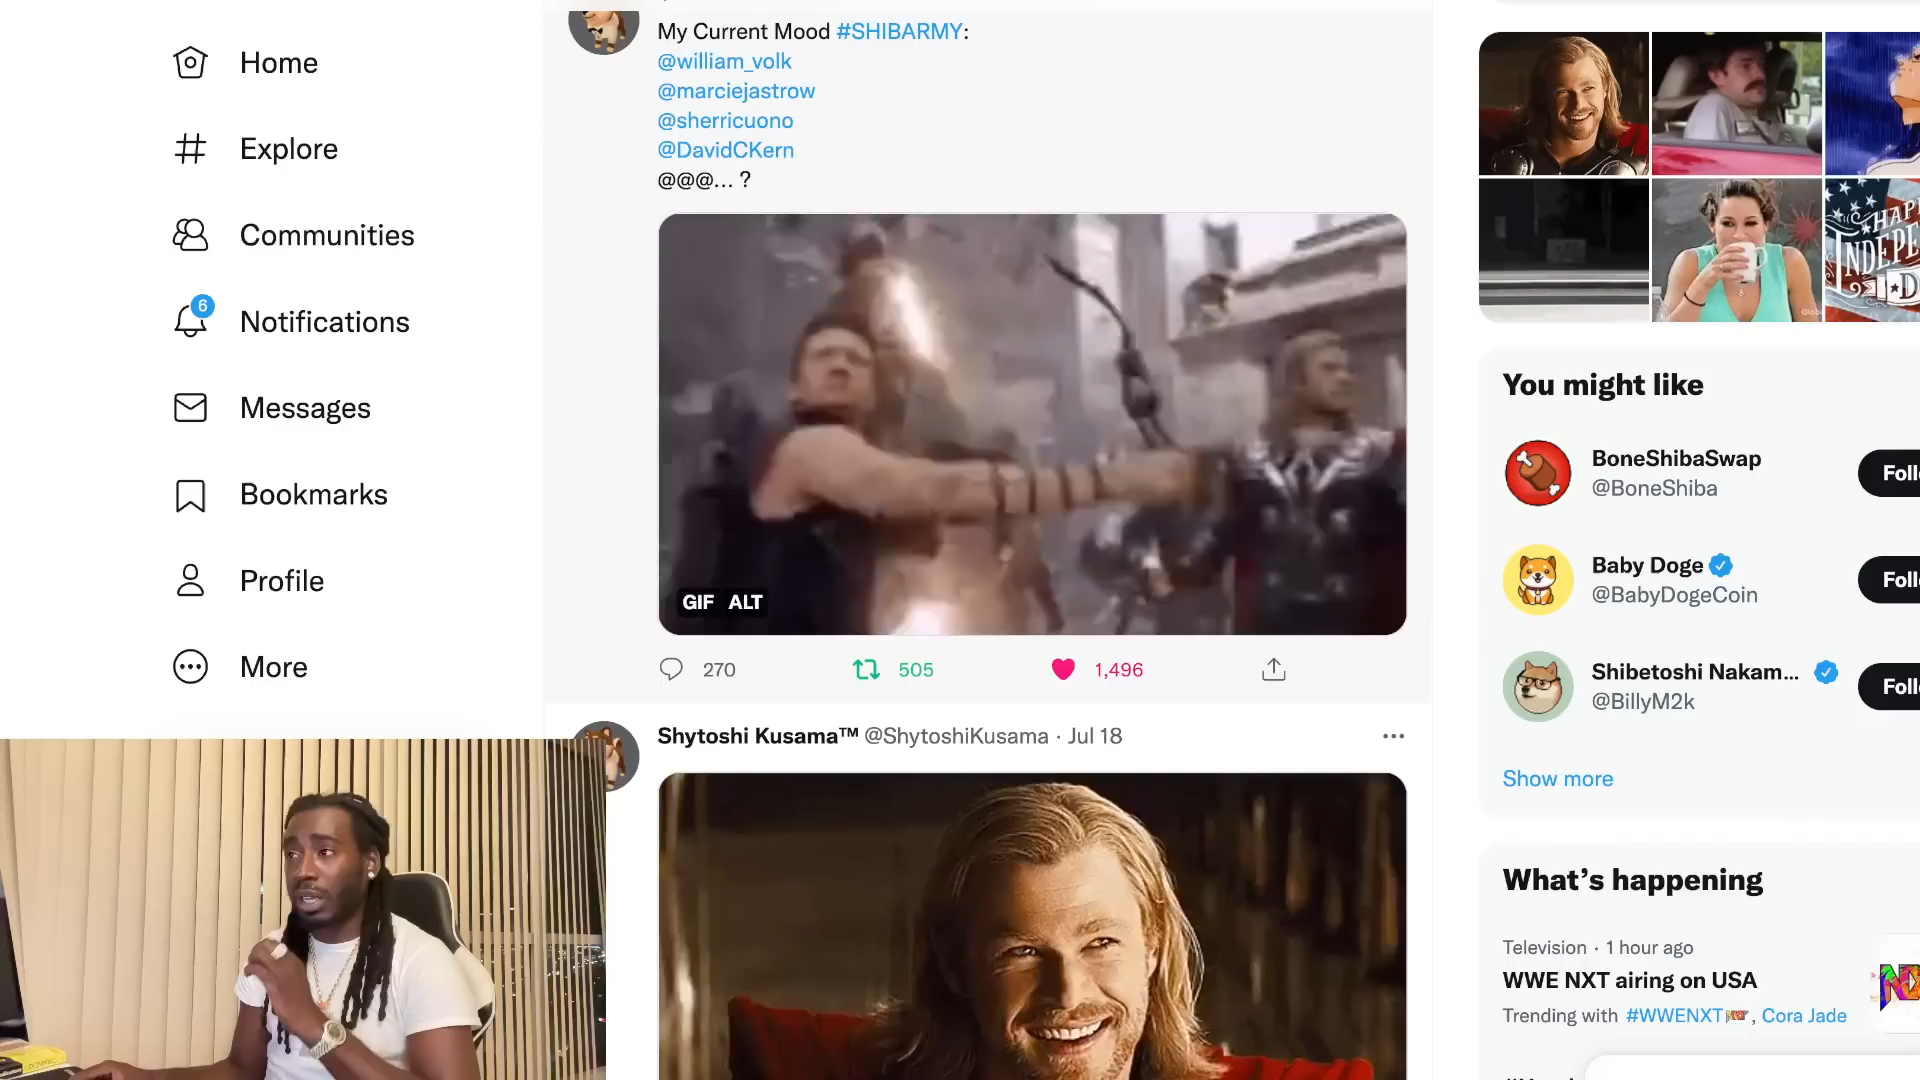 Home
Explore
Communities
6
Notifications
Messages
Bookmarks
Profile
More
My Current Mood #SHIBARMY:
@william_volk
@marciejastrow
@sherricuono
@DavidCKern
@@@... ?
GIF ALT
270 505 1,496
Shytoshi Kusama™ @ShytoshiKusama · Jul 18
You might like
BoneShibaSwap
@BoneShiba
Foll
Baby Doge
@BabyDogeCoin
Foll
Shibetoshi Nakam...
@BillyM2k
Foll
Show more
What's happening
Television · 1 hour ago
WWE NXT airing on USA
Trending with #WWENXT, Cora Jade